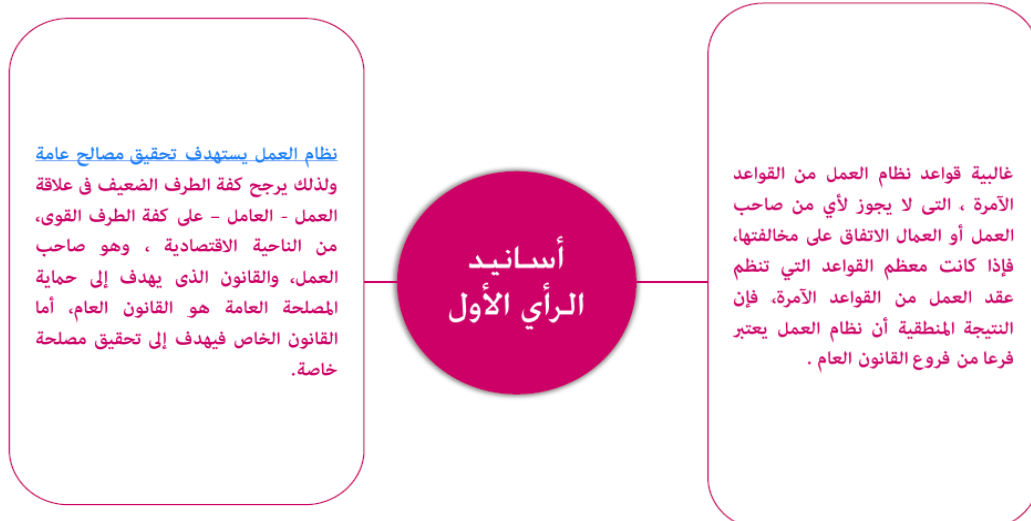 أسانيد
الرأي الأول
غالبية قواعد نظام العمل من القواعد
الآمرة ، التى لا يجوز لأي من صاحب
العمل أو العمال الاتفاق على مخالفتها،
فإذا كانت معظم القواعد التي تنظم
عقد العمل من القواعد الآمرة، فإن
النتيجة المنطقية أن نظام العمل يعتبر
فرعا من فروع القانون العام .
نظام العمل يستهدف تحقيق مصالح عامة
ولذلك يرجح كفة الطرف الضعيف فى علاقة
العمل - العامل – على كفة الطرف القوى،
من الناحية الاقتصادية ، وهو صاحب
العمل، والقانون الذى يهدف إلى حماية
المصلحة العامة هو القانون العام، أما
القانون الخاص فيهدف إلى تحقيق مصلحة
خاصة.